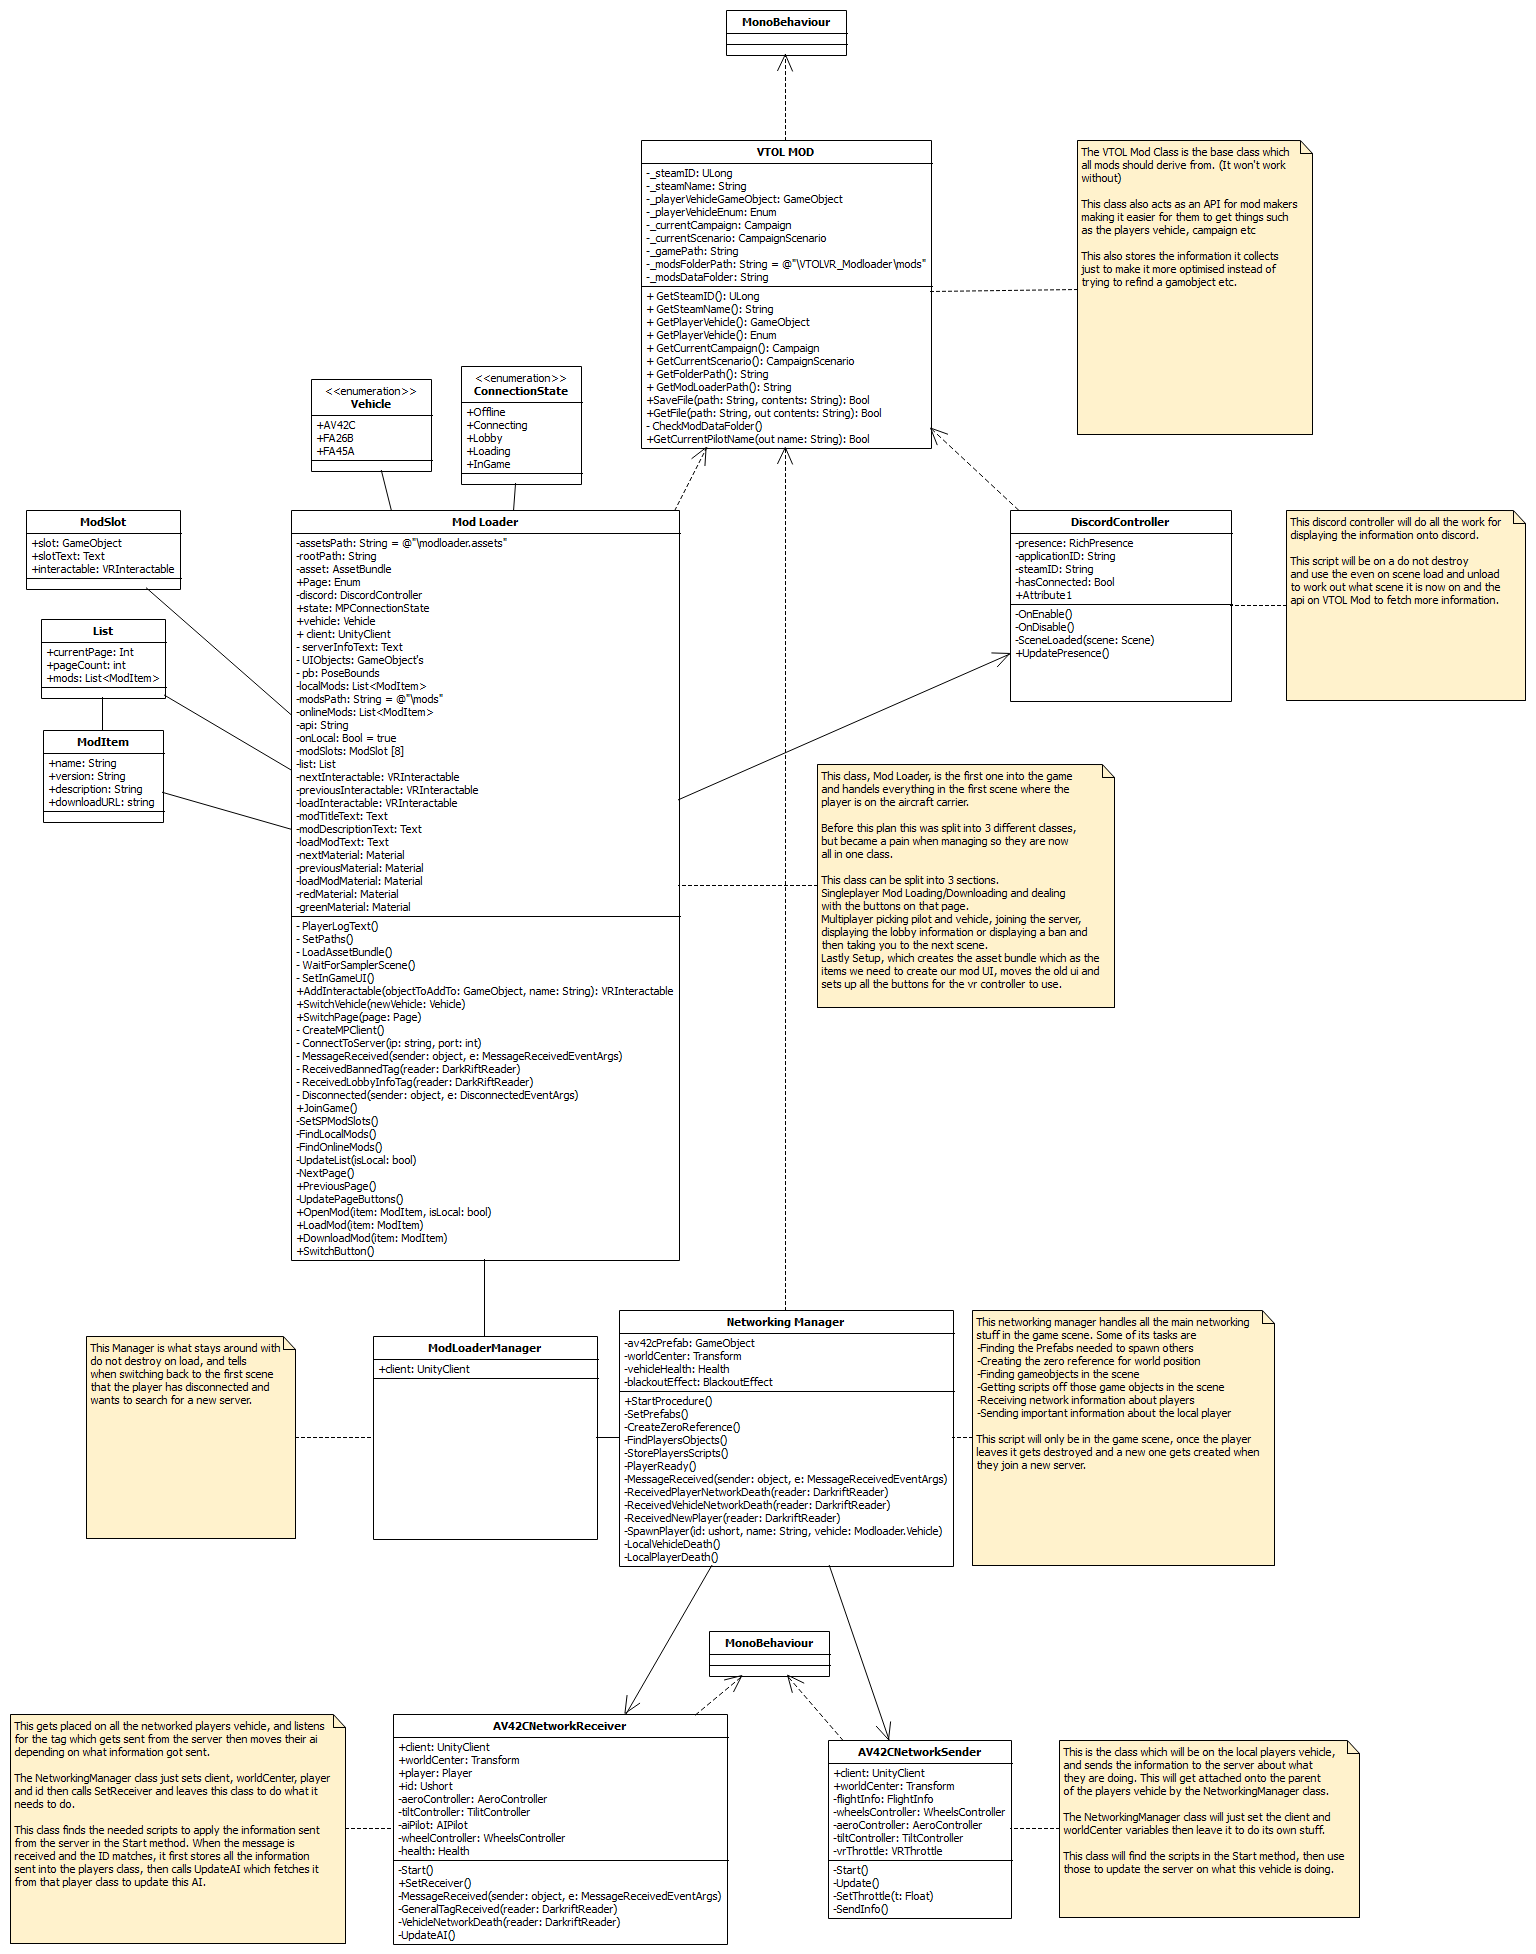 MonoBehaviour
VTOL MOD
-_steamID: ULong
-_steamName: String
-_playerVehicleGameObject: GameObject
-_playerVehicleEnum: Enum
-_currentCampaign: Campaign
-_currentScenario: CampaignScenario
-_gamePath: String
-_modsFolderPath: String = @"\VTOLVR_Modloader\mods"
-_modsDataFolder: String
+ GetSteamID(): ULong
+ GetSteamName(): String
+ GetPlayerVehicle(): GameObject
+ GetPlayerVehicle(): Enum
+ GetCurrentCampaign(): Campaign
+ GetCurrentScenario(): CampaignScenario
+ GetFolderPath(): String
+ GetModLoaderPath(): String
+SaveFile(path: String, contents: String): Bool
+GetFile(path: String, out contents: String): Bool
- CheckModDataFolder()
+GetCurrentPilotName(out name: String): Bool
The VTOL Mod Class is the base class which
all mods should derive from. (It won't work
without)
This class also acts as an API for mod makers
making it easier for them to get things such
as the players vehicle, campaign etc
This also stores the information it collects
just to make it more optimised instead of
trying to refind a gamobject etc.
<<enumeration>>
Vehicle
+AV42C
+FA26B
+FA45A
<<enumeration>>
ConnectionState
+Offline
+Connecting
+Lobby
+Loading
+InGame
ModSlot
+slot: GameObject
+slotText: Text
+interactable: VRInteractable
List
+currentPage: Int
+pageCount: int
+mods: List<ModItem>
ModItem
+name: String
+version: String
+description: String
+downloadURL: string
Mod Loader
-assetsPath: String = @"\modloader.assets"
-rootPath: String
-asset: AssetBundle
+Page: Enum
-discord: DiscordController
+state: MPConnectionState
+vehicle: Vehicle
+ client: UnityClient
- serverInfoText: Text
- UIObjects: GameObject's
- pb: PoseBounds
-localMods: List<ModItem>
-modsPath: String = @"\mods"
-onlineMods: List<ModItem>
-api: String
-onLocal: Bool = true
-modSlots: ModSlot [8]
-list: List
-nextInteractable: VRInteractable
-previousInteractable: VRInteractable
-loadInteractable: VRInteractable
-modTitleText: Text
-modDescriptionText: Text
-loadModText: Text
-nextMaterial: Material
-previousMaterial: Material
-loadModMaterial: Material
-redMaterial: Material
-greenMaterial: Material
- PlayerLogText()
- SetPaths()
- LoadAssetBundle()
- WaitForSamplerScene()
- SetInGameUI()
+AddInteractable(objectToAddTo: GameObject, name: String): VRInteractable
+SwitchVehicle(newVehicle: Vehicle)
+SwitchPage(page: Page)
- CreateMPClient()
- ConnectToServer(ip: string, port: int)
- MessageReceived(sender: object, e: MessageReceivedEventArgs)
- ReceivedBannedTag(reader: DarkRiftReader)
- ReceivedLobbyInfoTag(reader: DarkRiftReader)
- Disconnected(sender: object, e: DisconnectedEventArgs)
+JoinGame()
-SetSPModSlots()
-FindLocalMods()
-FindOnlineMods()
-UpdateList(isLocal: bool)
-NextPage()
+PreviousPage()
-UpdatePageButtons()
+OpenMod(item: ModItem, isLocal: bool)
+LoadMod(item: ModItem)
+DownloadMod(item: ModItem)
+SwitchButton()
DiscordController
-presence: RichPresence
-applicationID: String
-steamID: String
-hasConnected: Bool
+Attribute1
-OnEnable()
-OnDisable()
-SceneLoaded(scene: Scene)
+UpdatePresence()
This discord controller will do all the work for
displaying the information onto discord.
This script will be on a do not destroy
and use the even on scene load and unload
to work out what scene it is now on and the
api on VTOL Mod to fetch more information.
This class, Mod Loader, is the first one into the game
and handels everything in the first scene where the
player is on the aircraft carrier.
Before this plan this was split into 3 different classes,
but became a pain when managing so they are now
all in one class.
This class can be split into 3 sections.
Singleplayer Mod Loading/Downloading and dealing
with the buttons on that page.
Multiplayer picking pilot and vehicle, joining the server,
displaying the lobby information or displaying a ban and
then taking you to the next scene.
Lastly Setup, which creates the asset bundle which as the
items we need to create our mod UI, moves the old ui and
sets up all the buttons for the vr controller to use.
This Manager is what stays around with
do not destroy on load, and tells
when switching back to the first scene
that the player has disconnected and
wants to search for a new server.
ModLoaderManager
+client: UnityClient
Networking Manager
-av42cPrefab: GameObject
-worldCenter: Transform
-vehicleHealth: Health
-blackoutEffect: BlackoutEffect
+StartProcedure()
-SetPrefabs()
-CreateZeroReference()
-FindPlayersObjects()
-StorePlayersScripts()
-PlayerReady()
-MessageReceived(sender: object, e: MessageReceivedEventArgs)
-ReceivedPlayerNetworkDeath(reader: DarkriftReader)
-ReceivedVehicleNetworkDeath(reader: DarkriftReader)
-ReceivedNewPlayer(reader: DarkriftReader)
-SpawnPlayer(id: ushort, name: String, vehicle: Modloader.Vehicle)
-LocalVehicleDeath()
-LocalPlayerDeath()
This networking manager handles all the main networking
stuff in the game scene. Some of its tasks are
-Finding the Prefabs needed to spawn others
-Creating the zero reference for world position
-Finding gameobjects in the scene
-Getting scripts off those game objects in the scene
-Receiving network information about players
-Sending important information about the local player
This script will only be in the game scene, once the player
leaves it gets destroyed and a new one gets created when
they join a new server.
MonoBehaviour
This gets placed on all the networked players vehicle, and listens
for the tag which gets sent from the server then moves their ai
depending on what information got sent.
The NetworkingManager class just sets client, worldCenter, player
and id then calls SetReceiver and leaves this class to do what it
needs to do.
This class finds the needed scripts to apply the information sent
from the server in the Start method. When the message is
received and the ID matches, it first stores all the information
sent into the players class, then calls UpdateAI which fetches it
from that player class to update this AI.
AV42CNetworkReceiver
+client: UnityClient
+worldCenter: Transform
+player: Player
+id: Ushort
-aeroController: AeroController
-tiltController: TilitController
-aiPilot: AIPilot
-wheelController: WheelsController
-health: Health
-Start()
+SetReceiver()
-MessageReceived(sender: object, e: MessageReceivedEventArgs)
-GeneralTagReceived(reader: DarkriftReader)
-VehicleNetworkDeath(reader: DarkriftReader)
-UpdateAI()
AV42CNetworkSender
+client: UnityClient
+worldCenter: Transform
-flightInfo: FlightInfo
-wheelsController: WheelsController
-aeroController: AeroController
-tiltController: TiltController
-vrThrottle: VRThrottle
-Start()
-Update()
-SetThrottle(t: Float)
-SendInfo()
This is the class which will be on the local players vehicle,
and sends the information to the server about what
they are doing. This will get attached onto the parent
of the players vehicle by the NetworkingManager class.
The NetworkingManager class will just set the client and
worldCenter variables then leave it to do its own stuff.
This class will find the scripts in the Start method, then use
those to update the server on what this vehicle is doing.